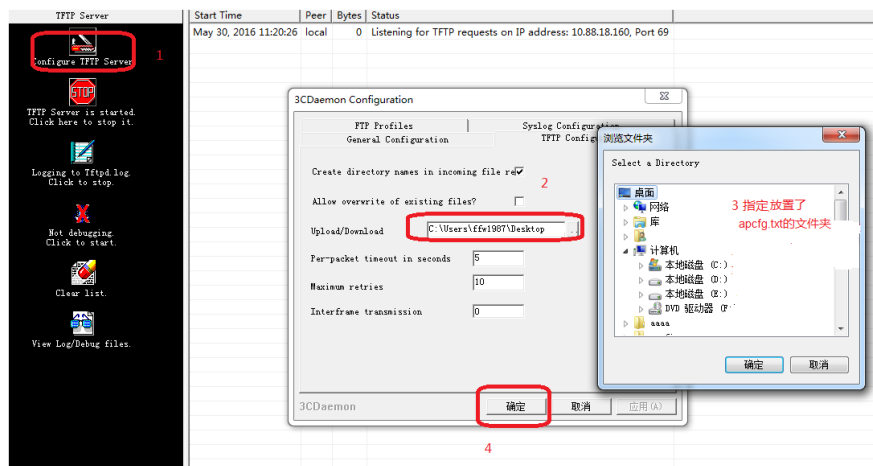 TFTP Server
Configure TFTP Server
1
TFTP Server is started.
Click here to stop it.
Logging to Tftpd.log.
Click to stop.
Not debugging.
Click to start.
Clear list.
View Log/Debug files.
Start Time Peer Bytes Status
May 30, 2016 11:20:26 local 0 Listening for TFTP requests on IP address: 10.88.18.160, Port 69
3CDaemon Configuration
FTP Profiles Syslog Configuration
General Configuration TFTP Config
Create directory names in incoming file re
2
Allow overwrite of existing files?
Upload/Download C:\Users\ffw1987\Desktop
Per-packet timeout in seconds 5
Maximum retries 10
Interframe transmission 0
3CDaemon 确定 取消 应用(A)
4
浏览文件夹
Select a Directory
桌面
网络
库
计算机
本地磁盘 (C:)
本地磁盘 (D:)
本地磁盘 (E:)
DVD 驱动器 (F:
aaaa
3 指定放置了
apcfg.txt的文件夹
确定 取消